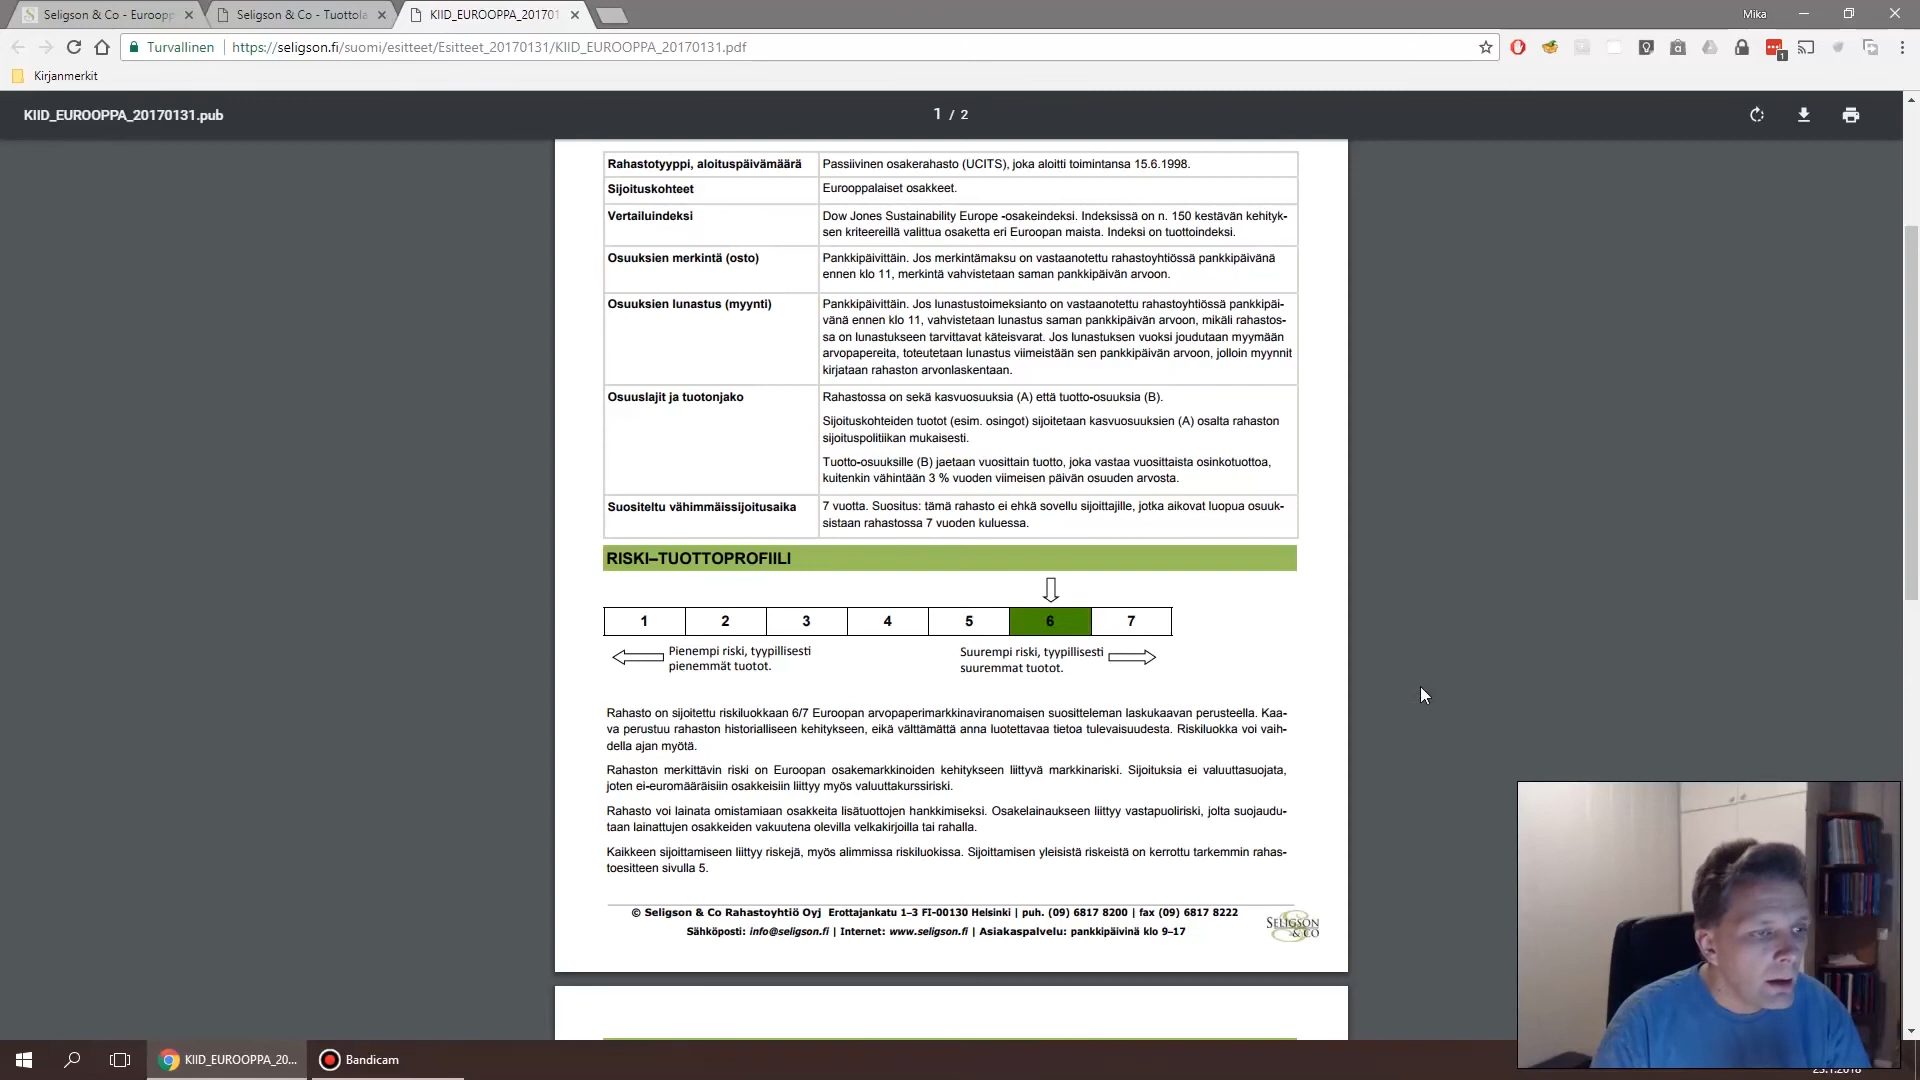 Seligson & Co - Europp
Seligson & Co - Tuottola
KIID_EUROOPPA_201701
Mika
Turvallinen
https://seligson.fi/suomi/esitteet/Esitteet_20170131/KIID_EUROOPPA_20170131.pdf
Kirjanmerkit
KIID_EUROOPPA_20170131.pub
1 / 2
Rahastotyyppi, aloituspäivämäärä
Passiivinen osakerahasto (UCITS), joka aloitti toimintansa 15.6.1998.
Sijoituskohteet
Eurooppalaiset osakkeet.
Vertailuindeksi
Dow Jones Sustainability Europe -osakeindeksi. Indeksissä on n. 150 kestävän kehityk-
sen kriteereillä valittua osaketta eri Euroopan maista. Indeksi on tuottoindeksi.
Osuuksien merkintä (osto)
Pankkipäivittäin. Jos merkintämaksu on vastaanotettu rahastoyhtiössä pankkipäivänä
ennen klo 11, merkintä vahvistetaan saman pankkipäivän arvoon.
Osuuksien lunastus (myynti)
Pankkipäivittäin. Jos lunastustoimeksianto on vastaanotettu rahastoyhtiössä pankkipäi-
vänä ennen klo 11, vahvistetaan lunastus saman pankkipäivän arvoon, mikäli rahastos-
sa on lunastukseen tarvittavat käteisvarat. Jos lunastuksen vuoksi joudutaan myymään
arvopapereita, toteutetaan lunastus viimeistään sen pankkipäivän arvoon, jolloin myynnit
kirjataan rahaston arvonlaskentaan.
Osuuslajit ja tuotonjako
Rahastossa on sekä kasvuosuuksia (A) että tuotto-osuuksia (B).
Sijoituskohteiden tuotot (esim. osingot) sijoitetaan kasvuosuuksien (A) osalta rahaston
sijoituspolitiikan mukaisesti.
Tuotto-osuuksille (B) jaetaan vuosittain tuotto, joka vastaa vuosittaista osinkotuottoa,
kuitenkin vähintään 3 % vuoden viimeisen päivän osuuden arvosta.
Suositeltu vähimmäissijoitusaika
7 vuotta. Suositus: tämä rahasto ei ehkä sovellu sijoittajille, jotka aikovat luopua osuuk-
sistaan rahastossa 7 vuoden kuluessa.
RISKI–TUOTTOPROFIILI
1 2 3 4 5 6 7
Pienempi riski, tyypillisesti
pienemmät tuotot.
Suurempi riski, tyypillisesti
suuremmat tuotot.
Rahasto on sijoitettu riskiluokkaan 6/7 Euroopan arvopaperimarkkinaviranomaisen suositteleman laskukaavan perusteella. Kaa-
va perustuu rahaston historialliseen kehitykseen, eikä välttämättä anna luotettavaa tietoa tulevaisuudesta. Riskiluokka voi vaih-
della ajan myötä.
Rahaston merkittävin riski on Euroopan osakemarkkinoiden kehitykseen liittyvä markkinariski. Sijoituksia ei valuuttasuojata,
joten ei-euromääräisiin osakkeisiin liittyy myös valuuttakurssiriski.
Rahasto voi lainata omistamiaan osakkeita lisätuottojen hankkimiseksi. Osakelainaukseen liittyy vastapuoliriski, jolta suojaudu-
taan lainattujen osakkeiden vakuutena olevilla velkakirjoilla tai rahalla.
Kaikkeen sijoittamiseen liittyy riskejä, myös alimmissa riskiluokissa. Sijoittamisen yleisistä riskeistä on kerrottu tarkemmin rahas-
toesitteen sivulla 5.
© Seligson & Co Rahastoyhtiö Oyj Erottajankatu 1–3 FI-00130 Helsinki | puh. (09) 6817 8200 | fax (09) 6817 8222
Sähköposti: info@seligson.fi | Internet: www.seligson.fi | Asiakaspalvelu: pankkipäivinä klo 9–17
SELIGSON
& CO
KIID_EUROOPPA_20...
Bandicam